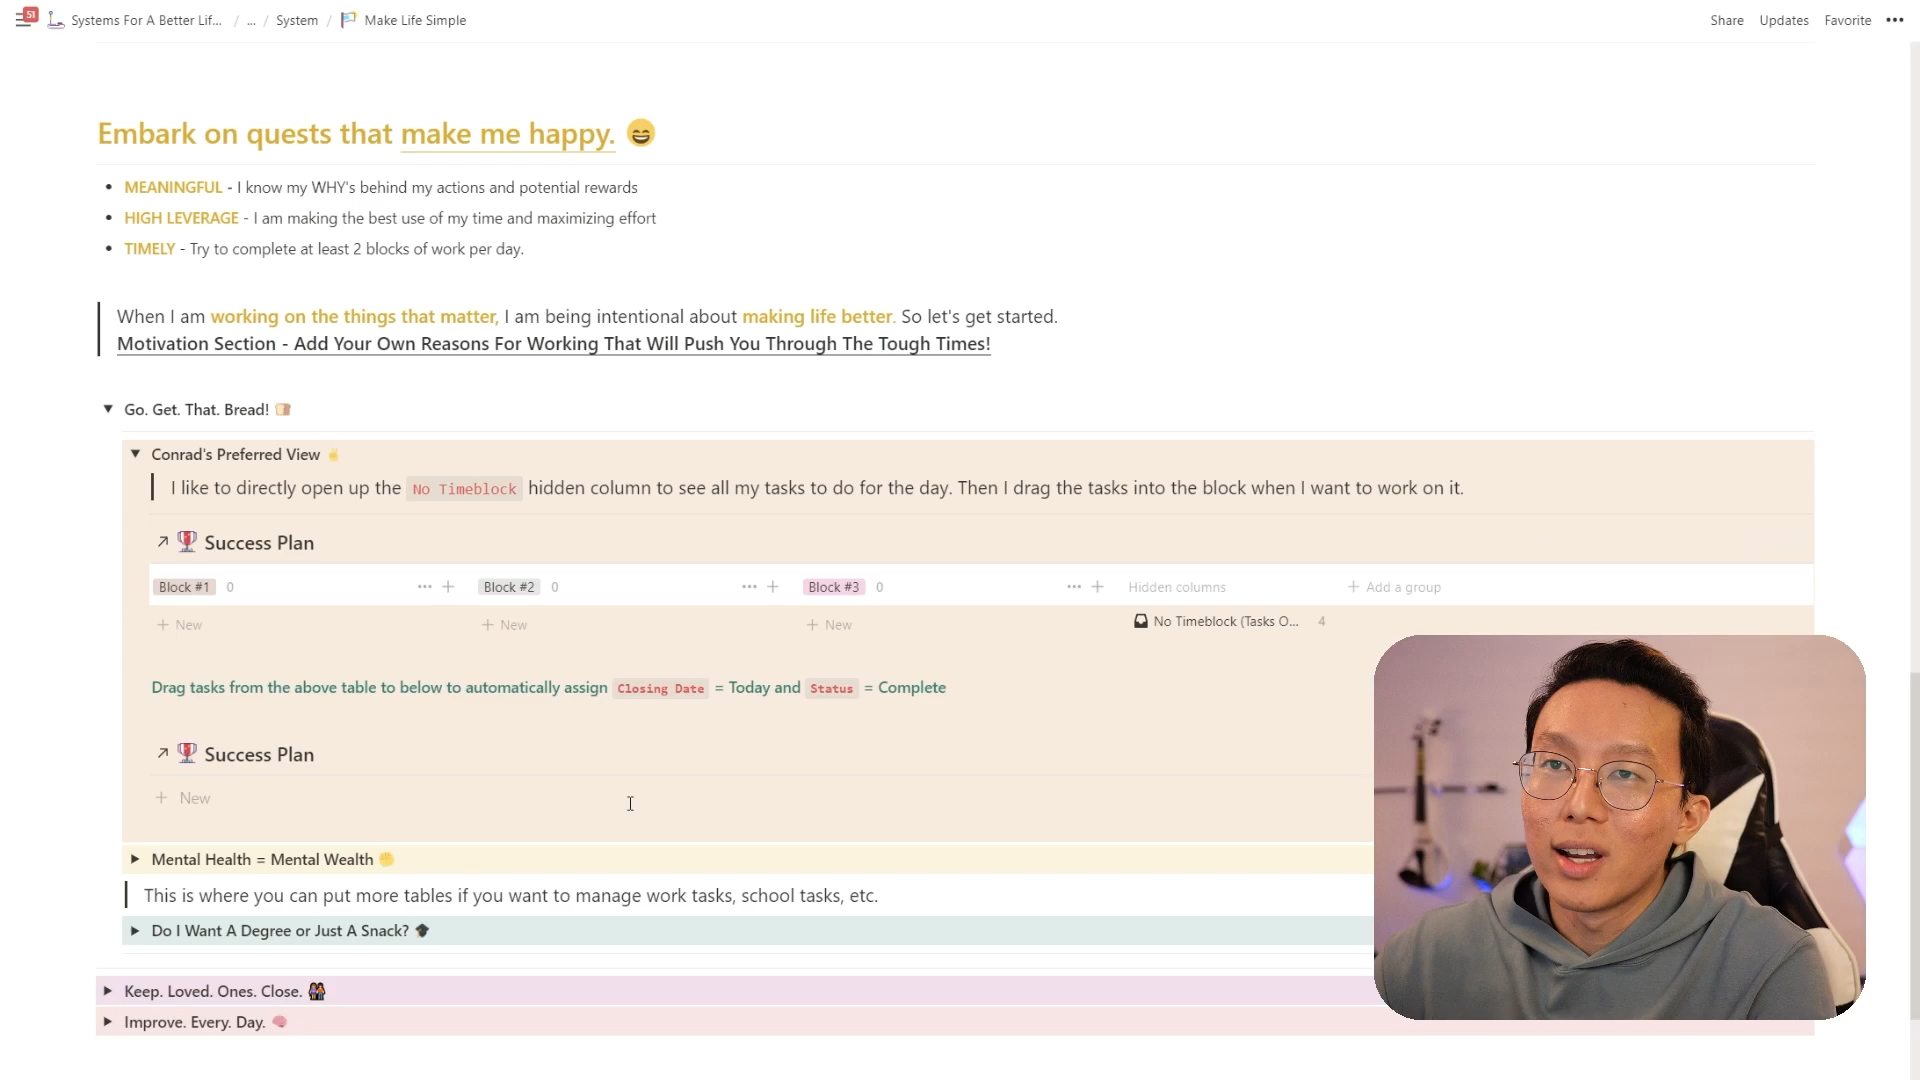 51 Systems For A Better Lif... / ... / System / Make Life Simple Share Updates Favorite
Embark on quests that make me happy. 😄
MEANINGFUL - I know my WHY's behind my actions and potential rewards
HIGH LEVERAGE - I am making the best use of my time and maximizing effort
TIMELY - Try to complete at least 2 blocks of work per day.
When I am working on the things that matter, I am being intentional about making life better. So let's get started.
Motivation Section - Add Your Own Reasons For Working That Will Push You Through The Tough Times!
Go. Get. That. Bread! 🍞
Conrad's Preferred View
I like to directly open up the No Timeblock hidden column to see all my tasks to do for the day. Then I drag the tasks into the block when I want to work on it.
Success Plan
Block #1 0 Block #2 0 Block #3 0 Hidden columns + Add a group
+ New + New + New No Timeblock (Tasks O... 4
Drag tasks from the above table to below to automatically assign Closing Date = Today and Status = Complete
Success Plan
+ New
Mental Health = Mental Wealth
This is where you can put more tables if you want to manage work tasks, school tasks, etc.
Do I Want A Degree or Just A Snack? 🎓
Keep. Loved. Ones. Close.
Improve. Every. Day. 🧠